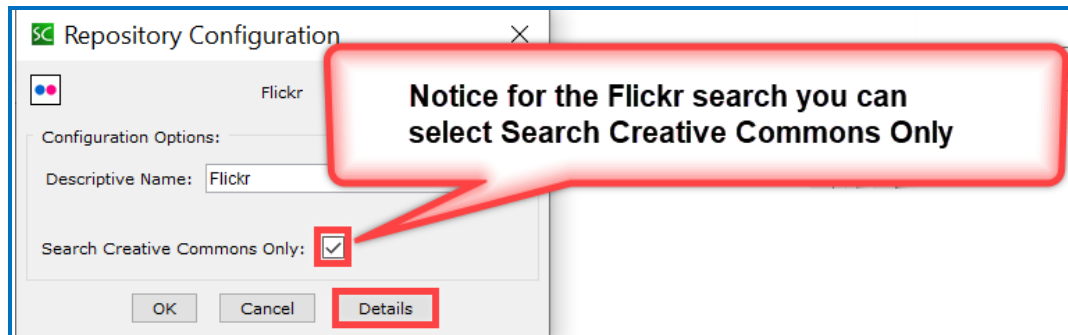 SC Repository Configuration
Flickr
Notice for the Flickr search you can
select Search Creative Commons Only
Configuration Options:
Descriptive Name: Flickr
Search Creative Commons Only:
OK Cancel Details